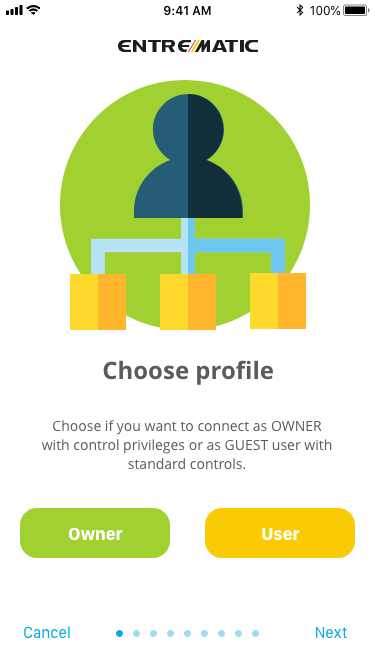 9:41 AM
100%
ENTREMATIC
Choose profile
Choose if you want to connect as OWNER
with control privileges or as GUEST user with
standard controls.
Owner
User
Cancel
Next